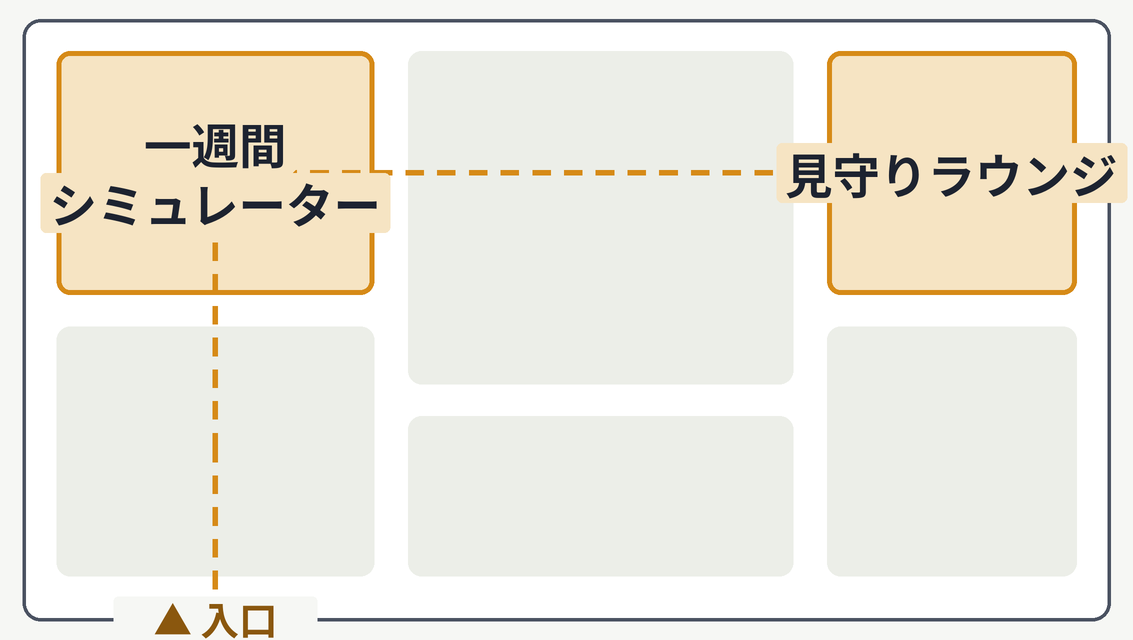 一週間
シミュレーター
見守りラウンジ
▲ 入口